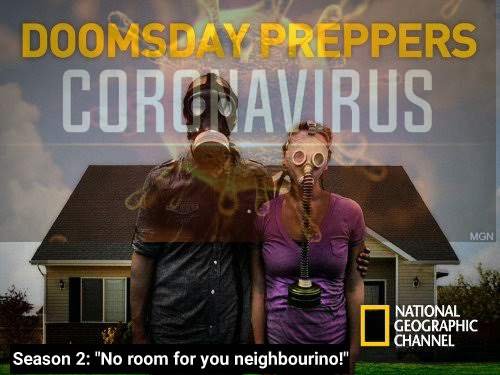 DOOMSDAY PREPPERS
CORONAVIRUS
MGN
NATIONAL
GEOGRAPHIC
CHANNEL
Season 2: "No room for you neighbourino!"